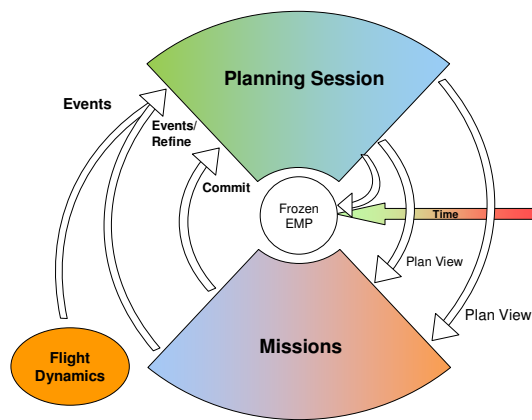 Planning Session
Events
Events/
Refine
Commit
Frozen
EMP
Time
Plan View
Plan View
Missions
Flight
Dynamics